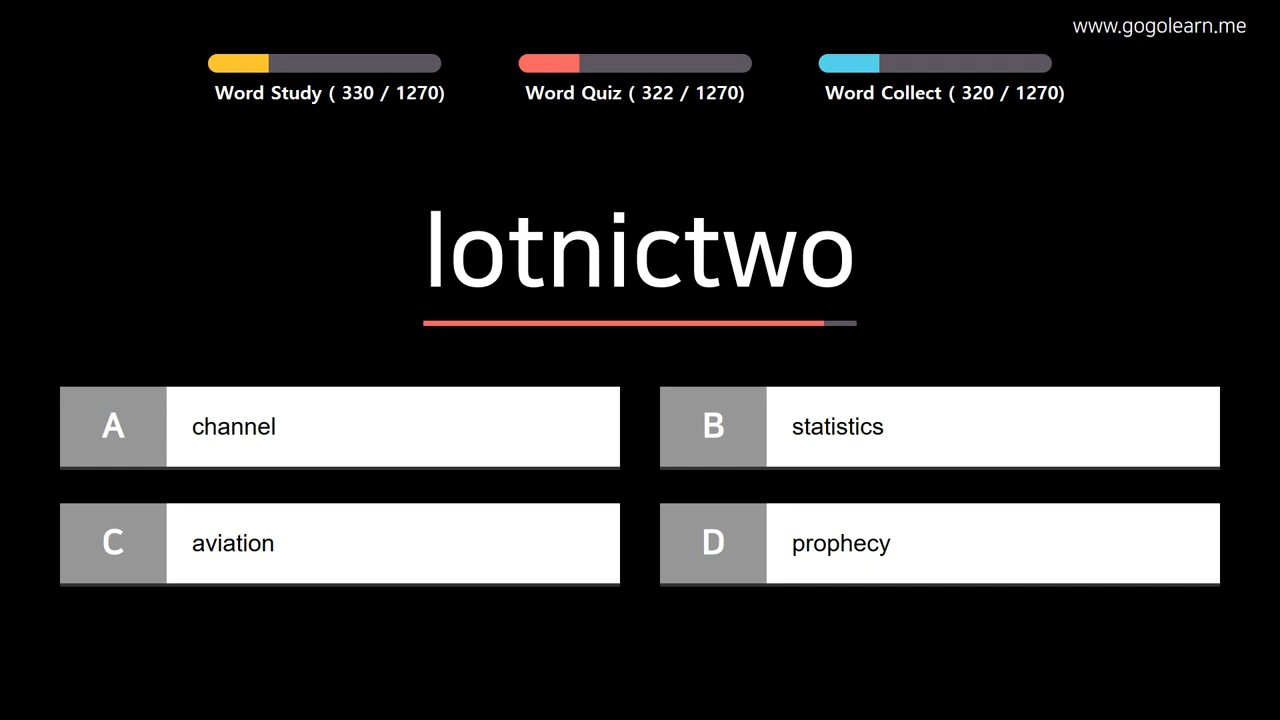 www.gogolearn.me
Word Study ( 330 / 1270)
Word Quiz ( 322 / 1270)
Word Collect ( 320 / 1270)
lotnictwo
A channel
B statistics
C aviation
D prophecy